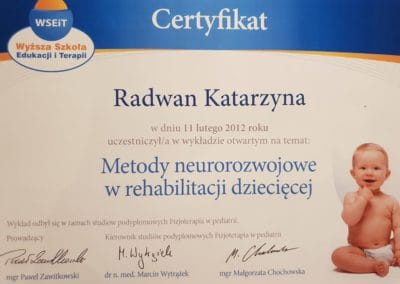 WSEiT
Wyższa Szkoła
Edukacji i Terapii
Certyfikat
Radwan Katarzyna
w dniu 11 lutego 2012 roku
uczestniczył/a w wykładzie otwartym na temat:
Metody neurorozwojowe
w rehabilitacji dziecięcej
Wykład odbył się w ramach studiów podyplomowych Fizjoterapia w pediatrii.
Prowadzący
Kierownik studiów podyplomowych Fizjoterapia w pediatrii
M. Wytrążek
M. Chochowska
mgr Paweł Zawitkowski
dr n. med. Marcin Wytrążek
mgr Małgorzata Chochowska